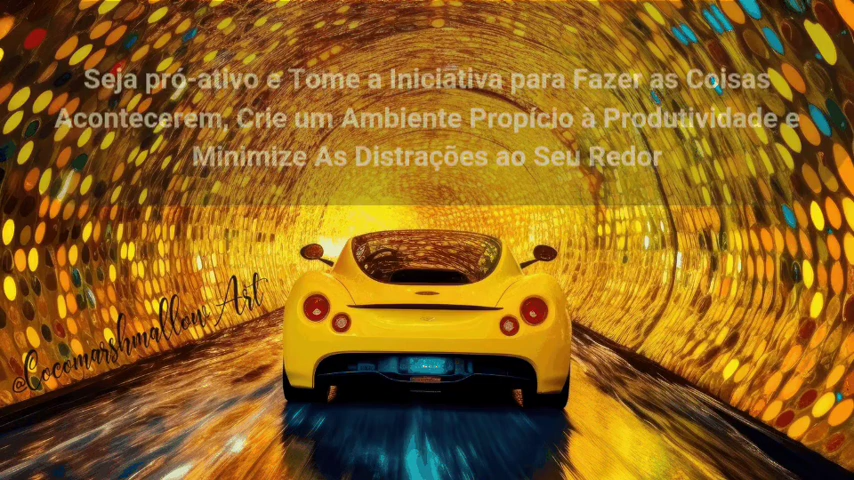 Seja pró-ativo e Tome a Iniciativa para Fazer as Coisas
Acontecerem, Crie um Ambiente Propício à Produtividade e
Minimize As Distrações ao Seu Redor
@Cocomarshmallow Art